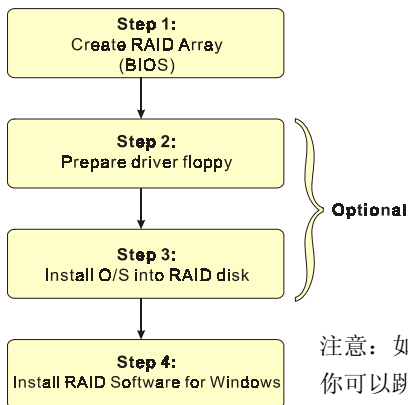 Step 1:
Create RAID Array
(BIOS)
Step 2:
Prepare driver floppy
Optional
Step 3:
Install O/S into RAID disk
Step 4:
Install RAID Software for Windows
注意：如
你可以跳